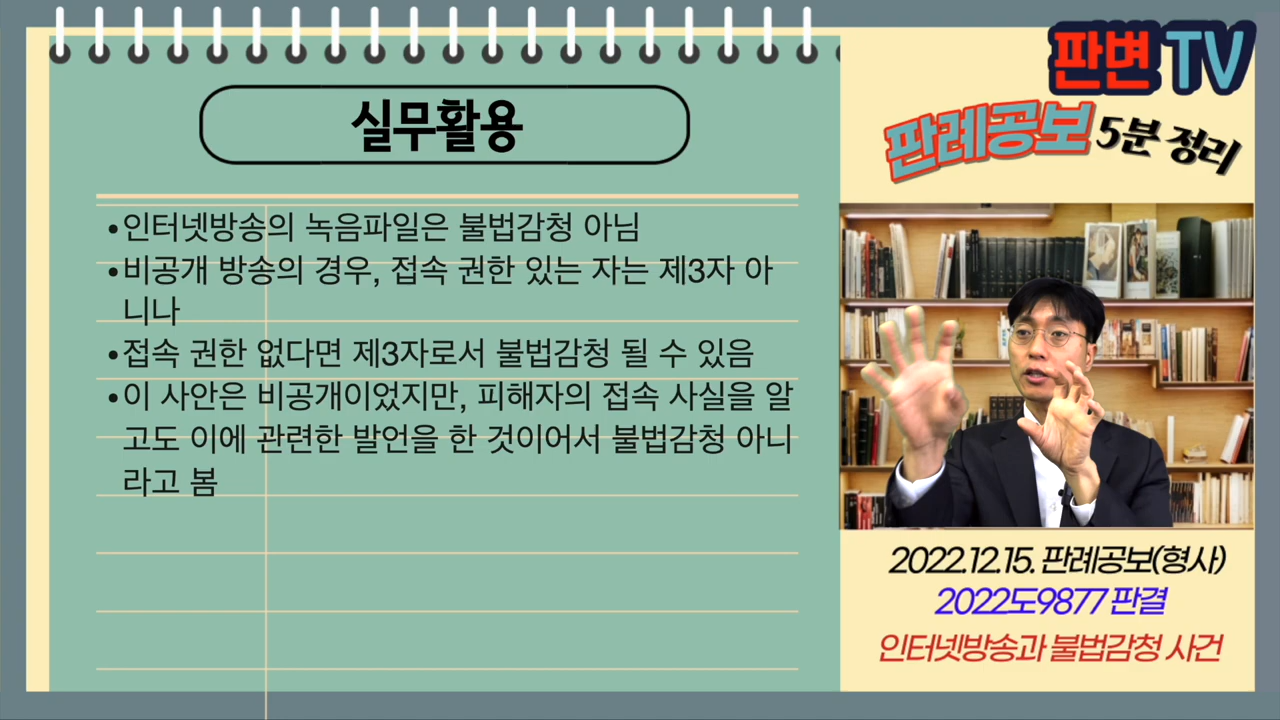 실무활용
•인터넷방송의 녹음파일은 불법감청 아님
•비공개 방송의 경우, 접속 권한 있는 자는 제3자 아
니나
•접속 권한 없다면 제3자로서 불법감청 될 수 있음
•이 사안은 비공개이었지만, 피해자의 접속 사실을 알
고도 이에 관련한 발언을 한 것이어서 불법감청 아니
라고 봄
판변 TV
판례공보 5분 정리
2022.12.15. 판례공보(형사)
2022도9877 판결
인터넷방송과 불법감청 사건